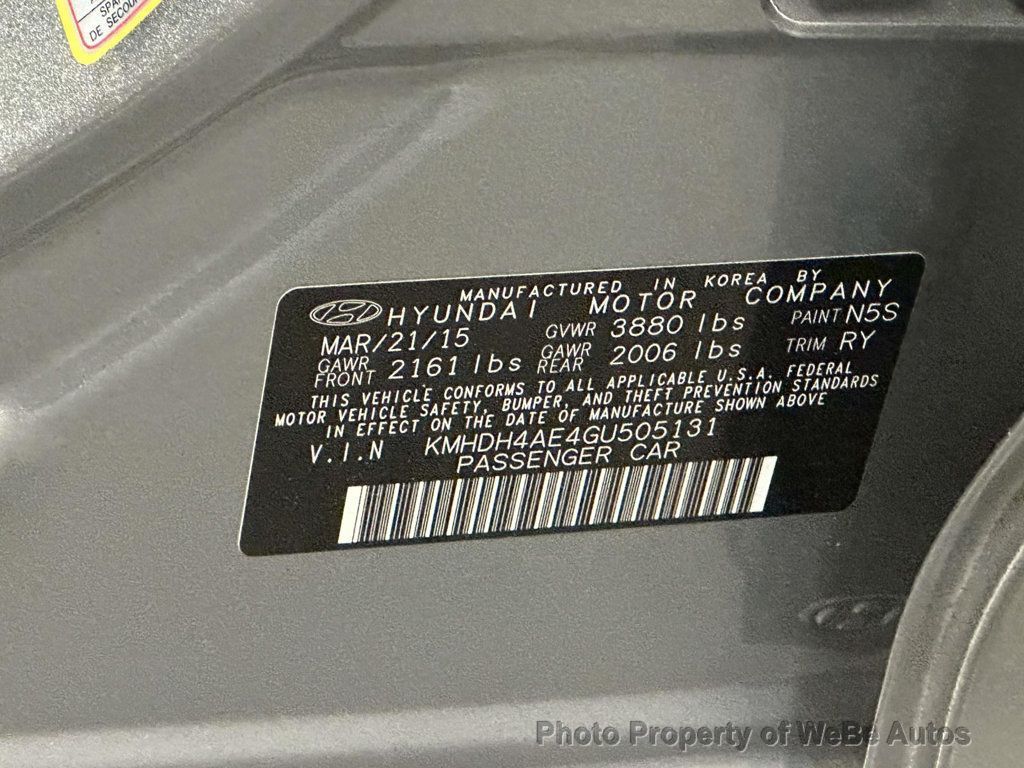 SPA
DE SECOU
MANUFACTURED IN KOREA BY
HYUNDAI MOTOR COMPANY
MAR/21/15 GVWR 3880 lbs PAINT N5S
GAWR FRONT 2161 lbs GAWR REAR 2006 lbs TRIM RY
THIS VEHICLE CONFORMS TO ALL APPLICABLE U.S.A. FEDERAL
MOTOR VEHICLE SAFETY, BUMPER, AND THEFT PREVENTION STANDARDS
IN EFFECT ON THE DATE OF MANUFACTURE SHOWN ABOVE
V.I.N KMHDH4AE4GU505131
PASSENGER CAR
Photo Property of WeBe Autos